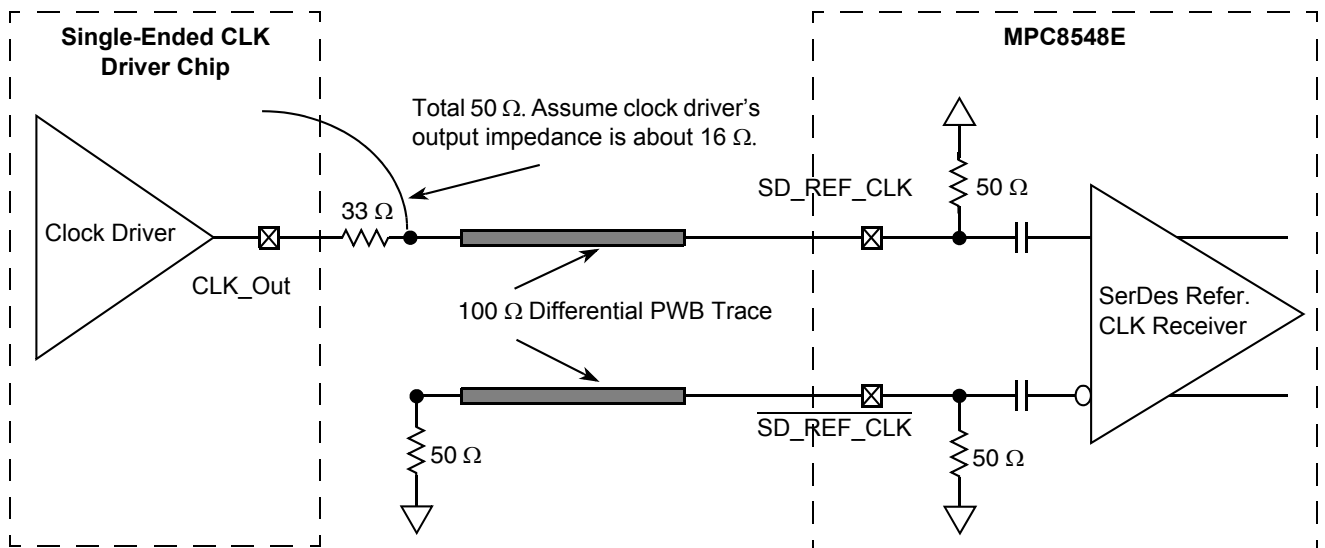 Single-Ended CLK
Driver Chip
MPC8548E
Total 50 Ω. Assume clock driver's
output impedance is about 16 Ω.
SD_REF_CLK
50 Ω
33 Ω
Clock Driver
CLK_Out
100 Ω Differential PWB Trace
SerDes Refer.
CLK Receiver
SD_REF_CLK
50 Ω
50 Ω